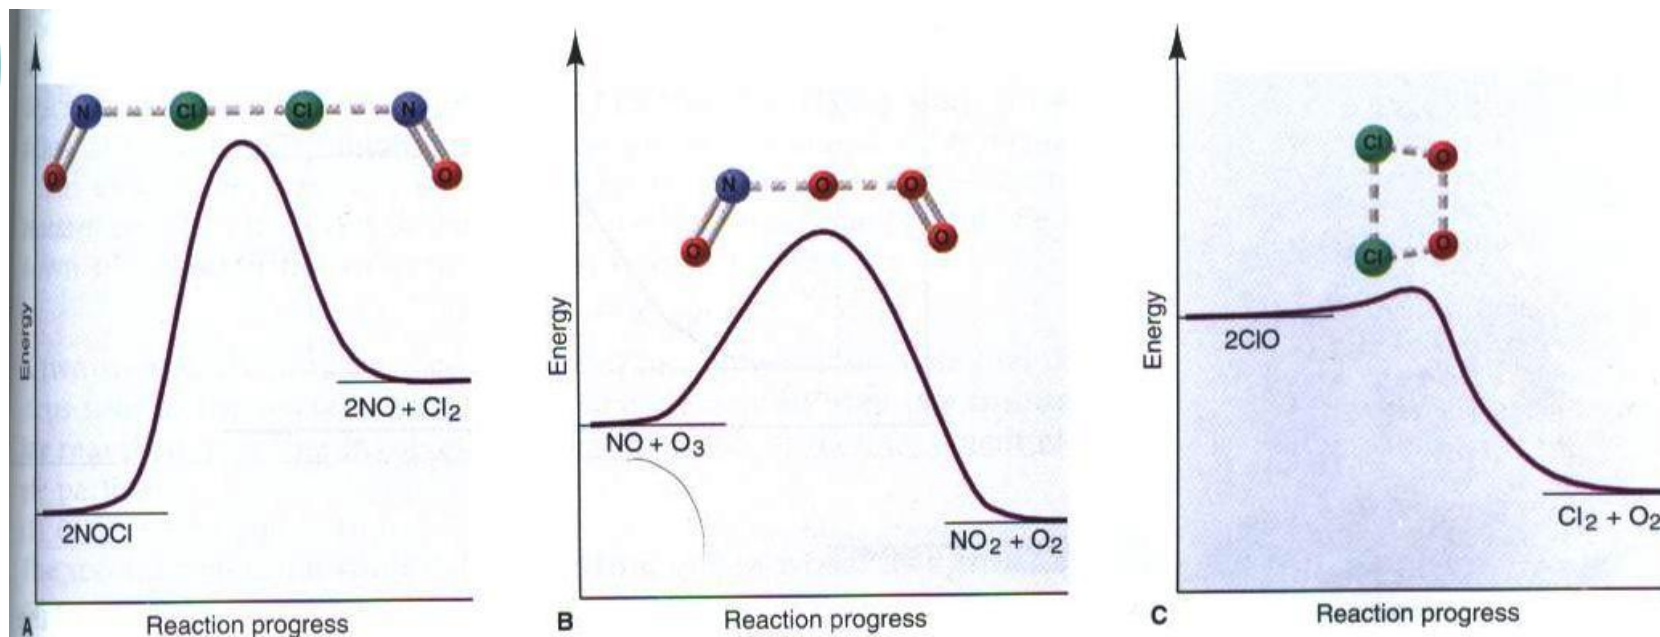 Energy
N Cl Cl N
O O
2NO + Cl2
2NOCl
A
Reaction progress
Energy
N O O
O O
NO + O3
NO2 + O2
B
Reaction progress
Energy
Cl O
Cl O
2ClO
Cl2 + O2
C
Reaction progress